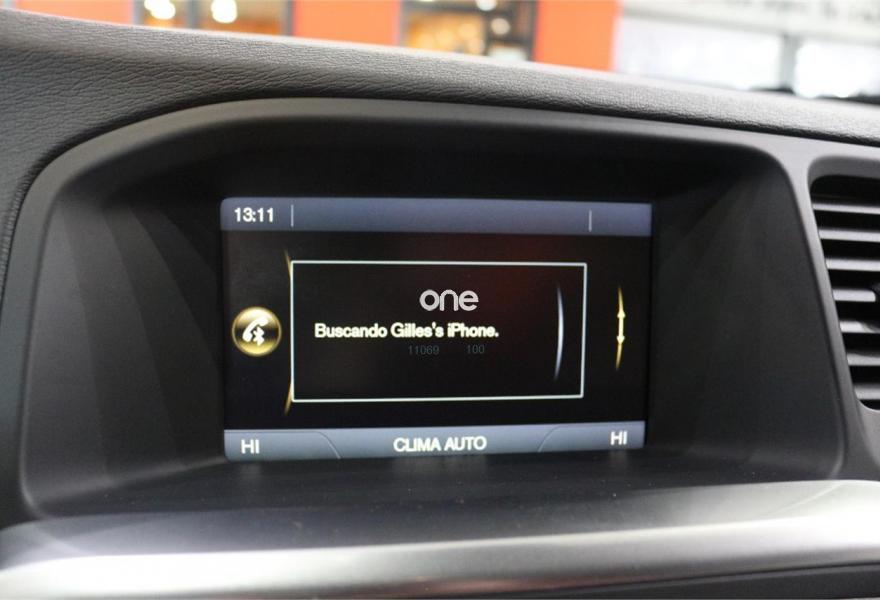 13:11
one
Buscando Gilles's iPhone.
11069 100
HI CLIMA AUTO HI